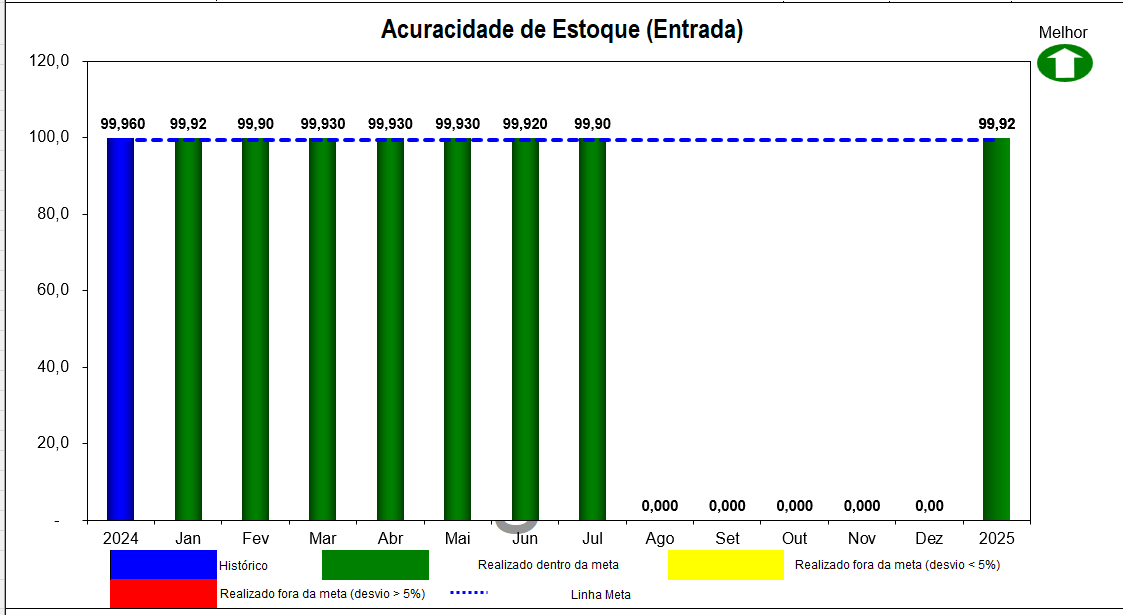 Acuracidade de Estoque (Entrada)
Melhor
120,0
99,960 99,92 99,90 99,930 99,930 99,930 99,920 99,90 99,92
100,0
80,0
60,0
40,0
20,0
0,000 0,000 0,000 0,000 0,00
-
2024 Jan Fev Mar Abr Mai Jun Jul Ago Set Out Nov Dez 2025
Histórico Realizado dentro da meta Realizado fora da meta (desvio < 5%)
Realizado fora da meta (desvio > 5%) Linha Meta